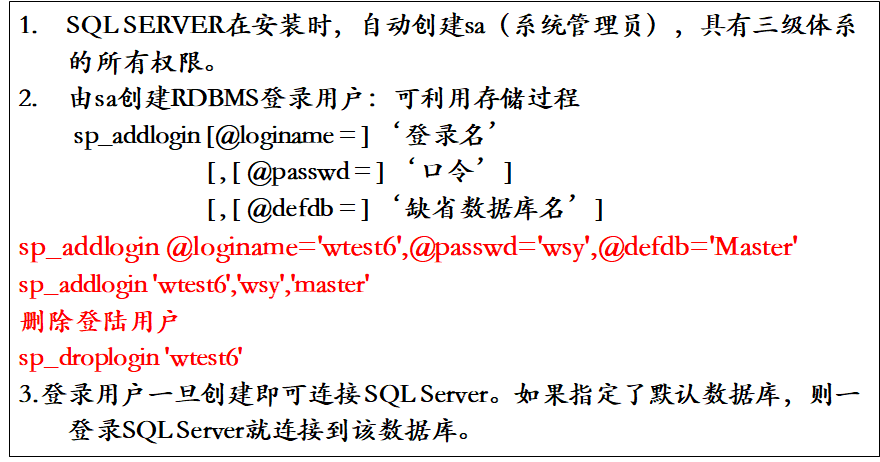 1. SQL SERVER在安装时，自动创建sa（系统管理员）,具有三级体系
的所有权限。
2. 由sa创建RDBMS登录用户：可利用存储过程
sp_addlogin [@loginame = ] ‘登录名’
[ , [ @passwd = ] ‘口令’ ]
[ , [ @defdb = ] ‘缺省数据库名’ ]
sp_addlogin @loginame='wtest6',@passwd='wsy',@defdb='Master'
sp_addlogin 'wtest6','wsy','master'
删除登陆用户
sp_droplogin 'wtest6'
3.登录用户一旦创建即可连接SQL Server。如果指定了默认数据库，则一
登录SQL Server就连接到该数据库。